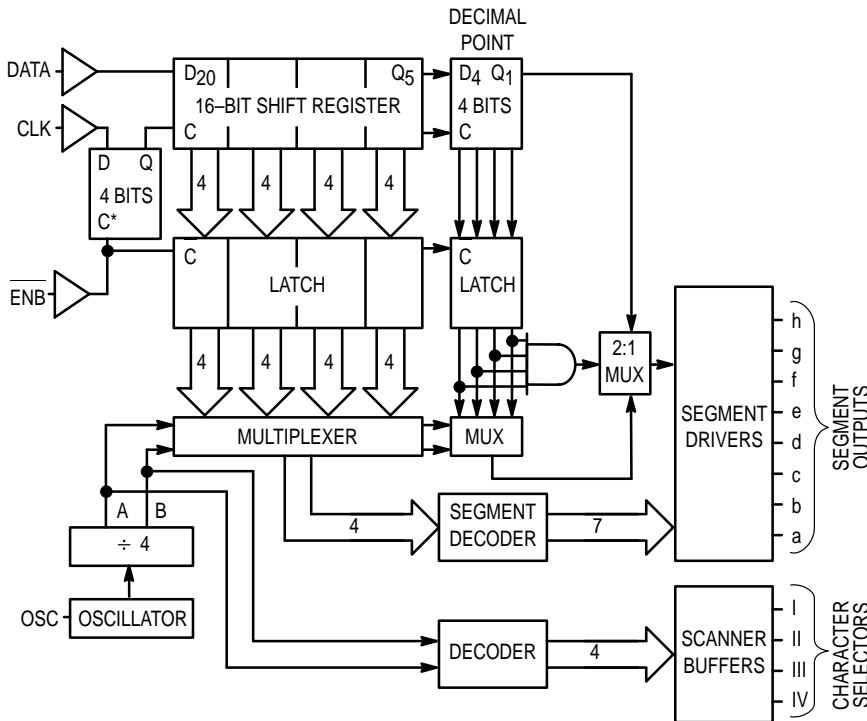 DECIMAL
POINT
DATA
D20
Q5
D4 Q1
16–BIT SHIFT REGISTER
4 BITS
CLK
C
C
D Q
4 BITS
C*
4
4
4
4
ENB
C
LATCH
C
LATCH
4
4
4
4
2:1
MUX
MULTIPLEXER
MUX
SEGMENT
DRIVERS
h
g
f
e
d
c
b
a
SEGMENT
OUTPUTS
A B
÷ 4
4
SEGMENT
DECODER
7
OSC
OSCILLATOR
DECODER
4
SCANNER
BUFFERS
I
II
III
IV
CHARACTER
SELECTORS